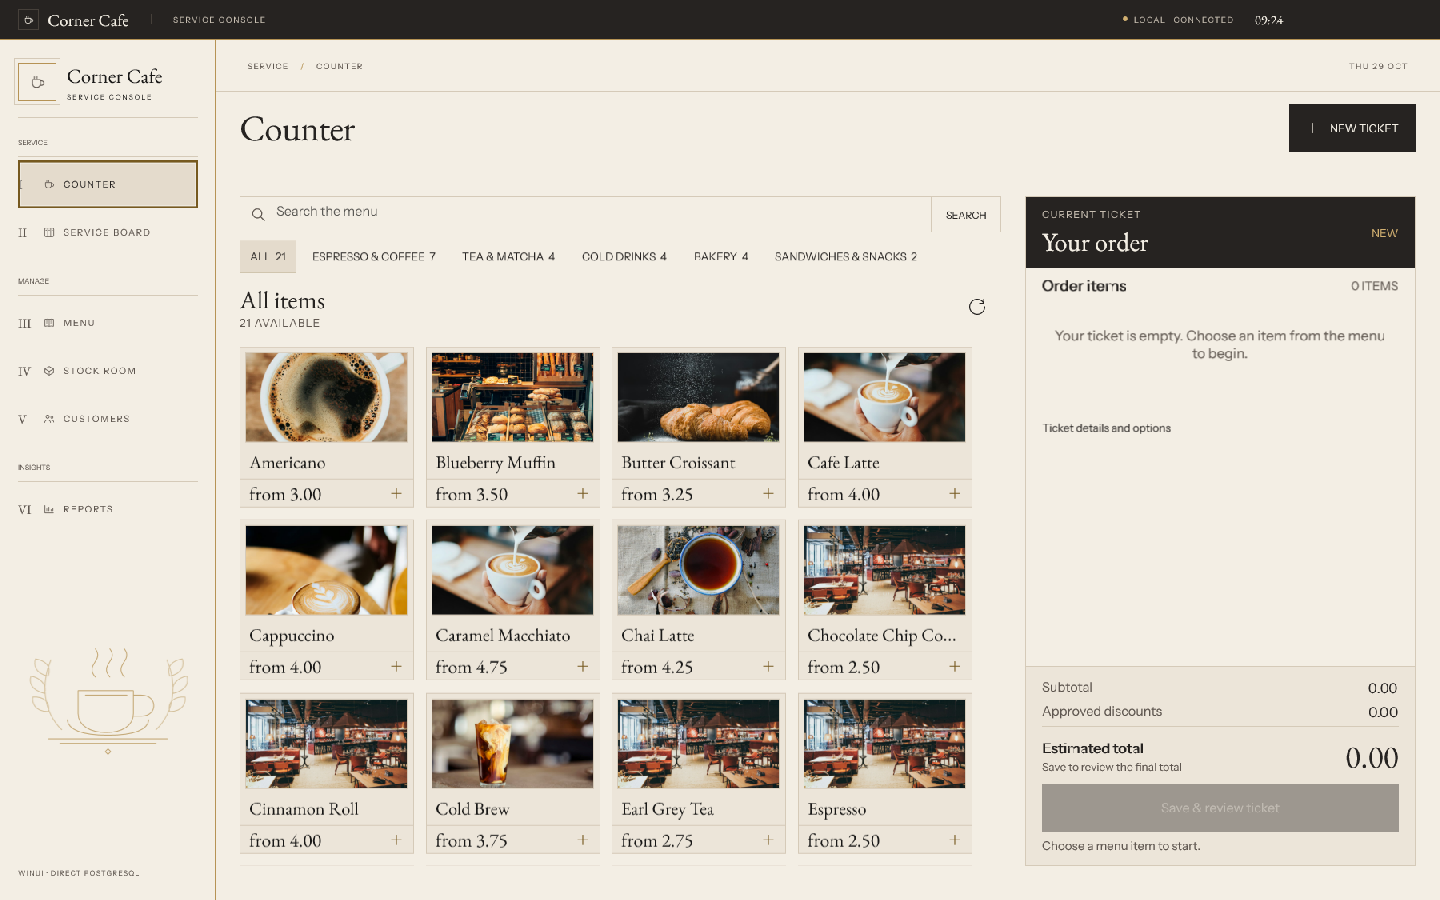 Corner Cafe
SERVICE CONSOLE
LOCAL · CONNECTED
09:24
Corner Cafe
SERVICE CONSOLE
SERVICE
I COUNTER
II SERVICE BOARD
MANAGE
III MENU
IV STOCK ROOM
V CUSTOMERS
INSIGHTS
VI REPORTS
WINUI · DIRECT POSTGRESQL
SERVICE / COUNTER
THU 29 OCT
Counter
NEW TICKET
Search the menu
SEARCH
ALL 21
ESPRESSO & COFFEE 7
TEA & MATCHA 4
COLD DRINKS 4
BAKERY 4
SANDWICHES & SNACKS 2
All items
21 AVAILABLE
Americano
from 3.00 +
Blueberry Muffin
from 3.50 +
Butter Croissant
from 3.25 +
Cafe Latte
from 4.00 +
Cappuccino
from 4.00 +
Caramel Macchiato
from 4.75 +
Chai Latte
from 4.25 +
Chocolate Chip Co...
from 2.50 +
Cinnamon Roll
from 4.00 +
Cold Brew
from 3.75 +
Earl Grey Tea
from 2.75 +
Espresso
from 2.50 +
CURRENT TICKET
Your order
NEW
Order items
0 ITEMS
Your ticket is empty. Choose an item from the menu
to begin.
Ticket details and options
Subtotal 0.00
Approved discounts 0.00
Estimated total
Save to review the final total
0.00
Save & review ticket
Choose a menu item to start.